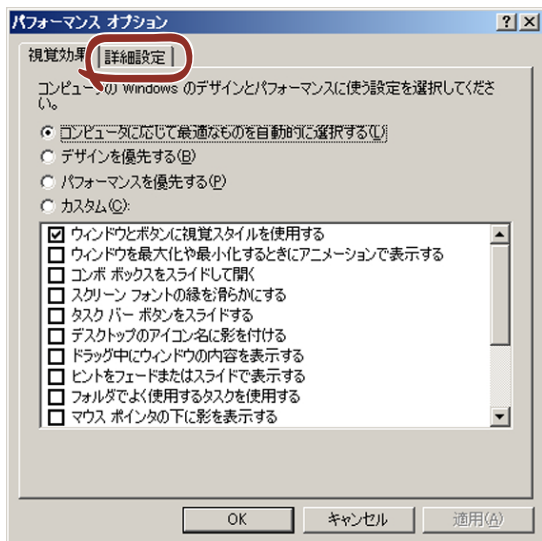 パフォーマンス オプション
視覚効果 詳細設定
コンピュータの Windows のデザインとパフォーマンスに使う設定を選択してくださ
い。
コンピュータに応じて最適なものを自動的に選択する(L)
デザインを優先する(B)
パフォーマンスを優先する(P)
カスタム(C):
ウィンドウとボタンに視覚スタイルを使用する
ウィンドウを最大化や最小化するときにアニメーションで表示する
コンボ ボックスをスライドして開く
スクリーン フォントの縁を滑らかにする
タスク バー ボタンをスライドする
デスクトップのアイコン名に影を付ける
ドラッグ中にウィンドウの内容を表示する
ヒントをフェードまたはスライドで表示する
フォルダでよく使用するタスクを使用する
マウス ポインタの下に影を表示する
OK キャンセル 適用(A)